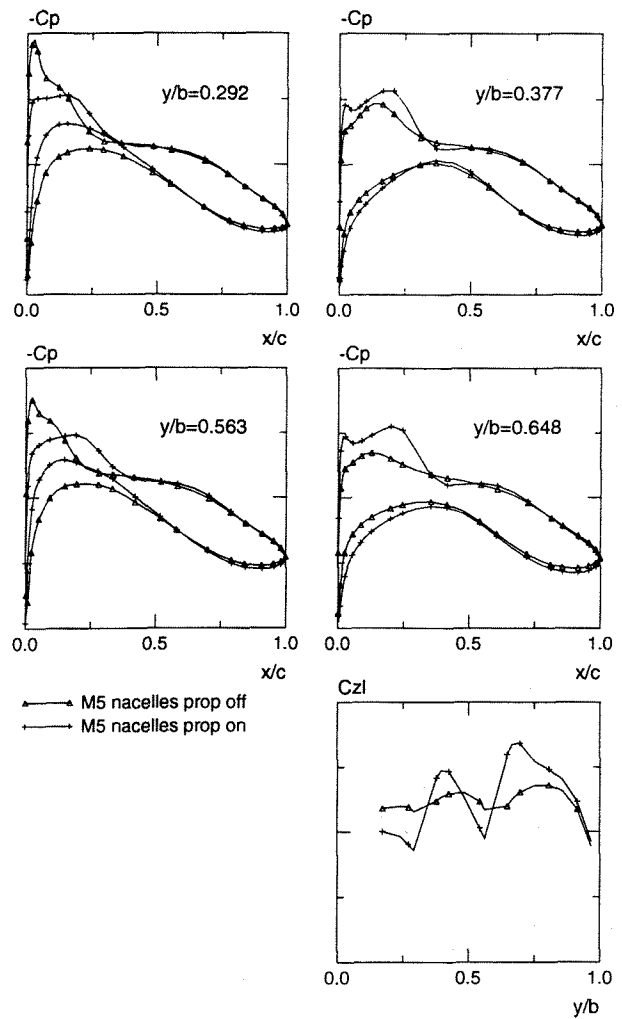 -Cp
-Cp
y/b=0.292
y/b=0.377
0.0 0.5 1.0
x/c
0.0 0.5 1.0
x/c
-Cp
-Cp
y/b=0.563
y/b=0.648
0.0 0.5 1.0
x/c
0.0 0.5 1.0
x/c
M5 nacelles prop off
M5 nacelles prop on
Czl
0.0 0.5 1.0
y/b